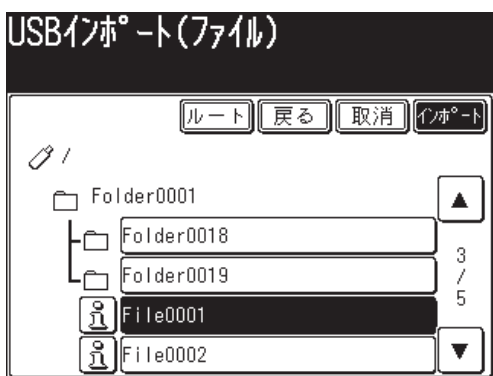 USBインポート(ファイル)
ルート 戻る 取消 インポート
/
Folder0001
Folder0018
Folder0019
3
/
5
File0001
File0002